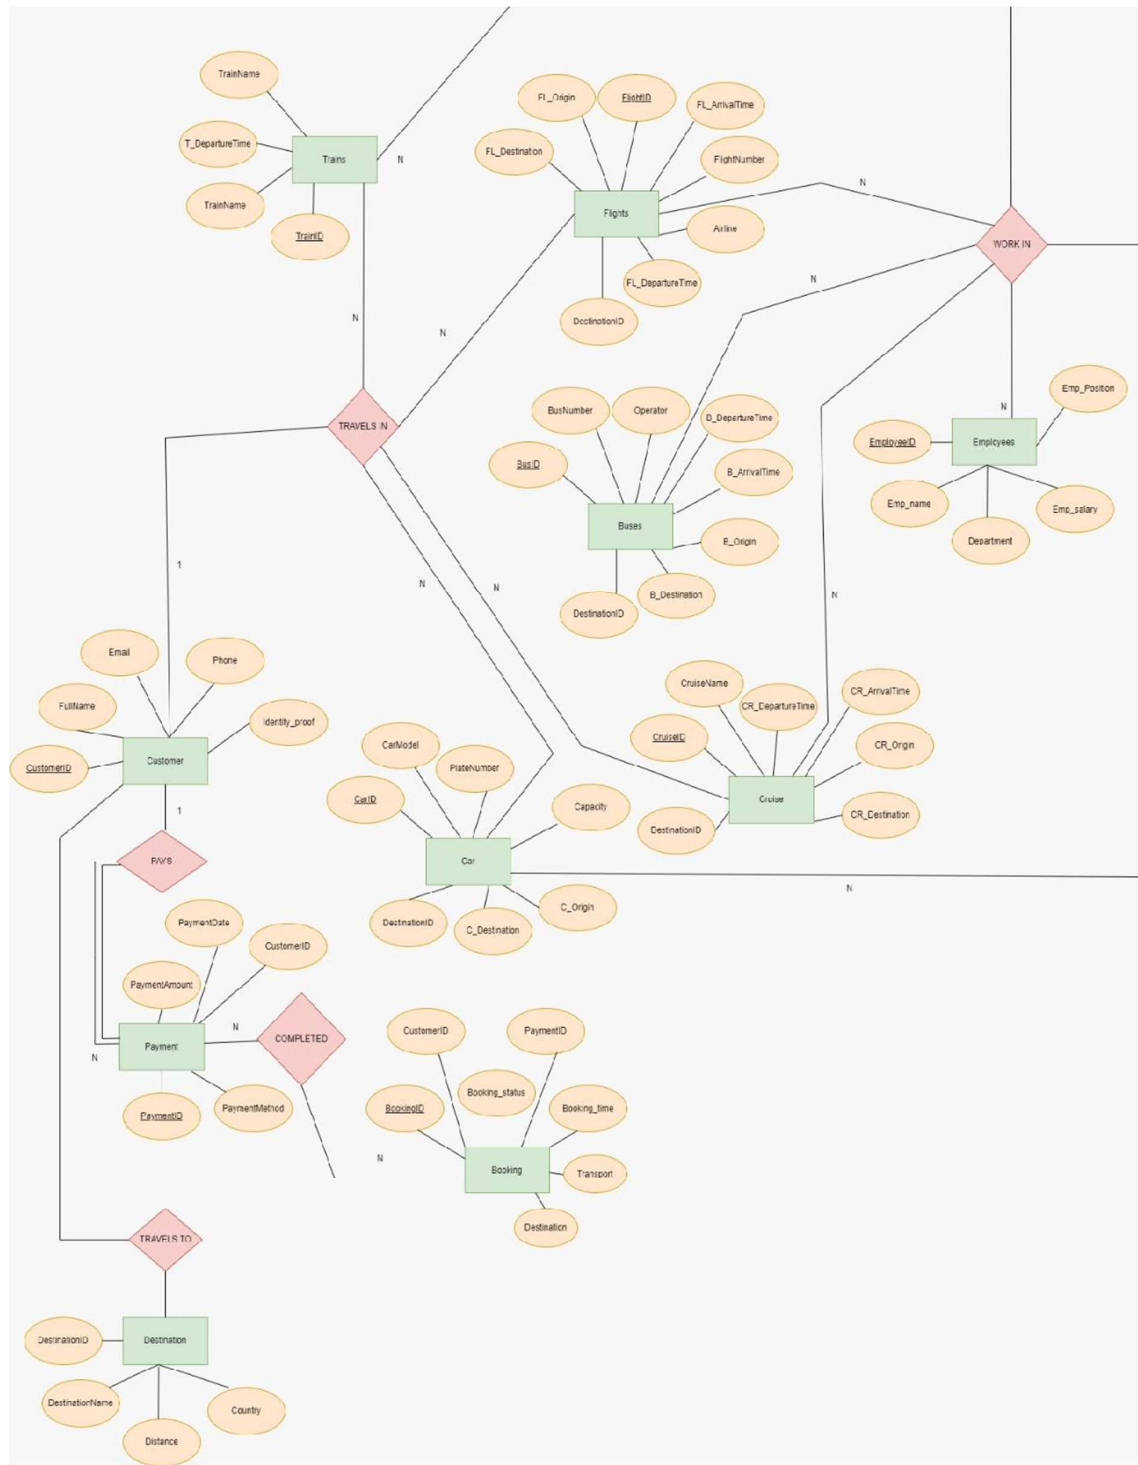 TrainName
T_DepartureTime
Trains
N
TrainName
TrainID
FL_Origin
FlightID
FL_ArrivalTime
FL_Destination
FlightNumber
Flights
N
Airline
FL_DepartureTime
DestinationID
WORK IN
N
N
N
TRAVELS IN
BusNumber
Operator
B_DepartureTime
BusID
B_ArrivalTime
Buses
B_Origin
B_Destination
DestinationID
N
Emp_Position
EmployeeID
Employees
Emp_name
Emp_salary
Department
1
N
N
N
Email
Phone
FullName
Identity_proof
CustomerID
Customer
1
CruiseName
CR_DepartureTime
CR_ArrivalTime
CruiseID
CR_Origin
Cruise
CR_Destination
DestinationID
CarModel
PlateNumber
CarID
Capacity
Car
N
DestinationID
C_Destination
C_Origin
PAYS
PaymentDate
CustomerID
PaymentAmount
Payment
N
N
COMPLETED
PaymentID
PaymentMethod
N
CustomerID
PaymentID
Booking_status
BookingID
Booking_time
Booking
Transport
Destination
TRAVELS TO
DestinationID
Destination
DestinationName
Country
Distance